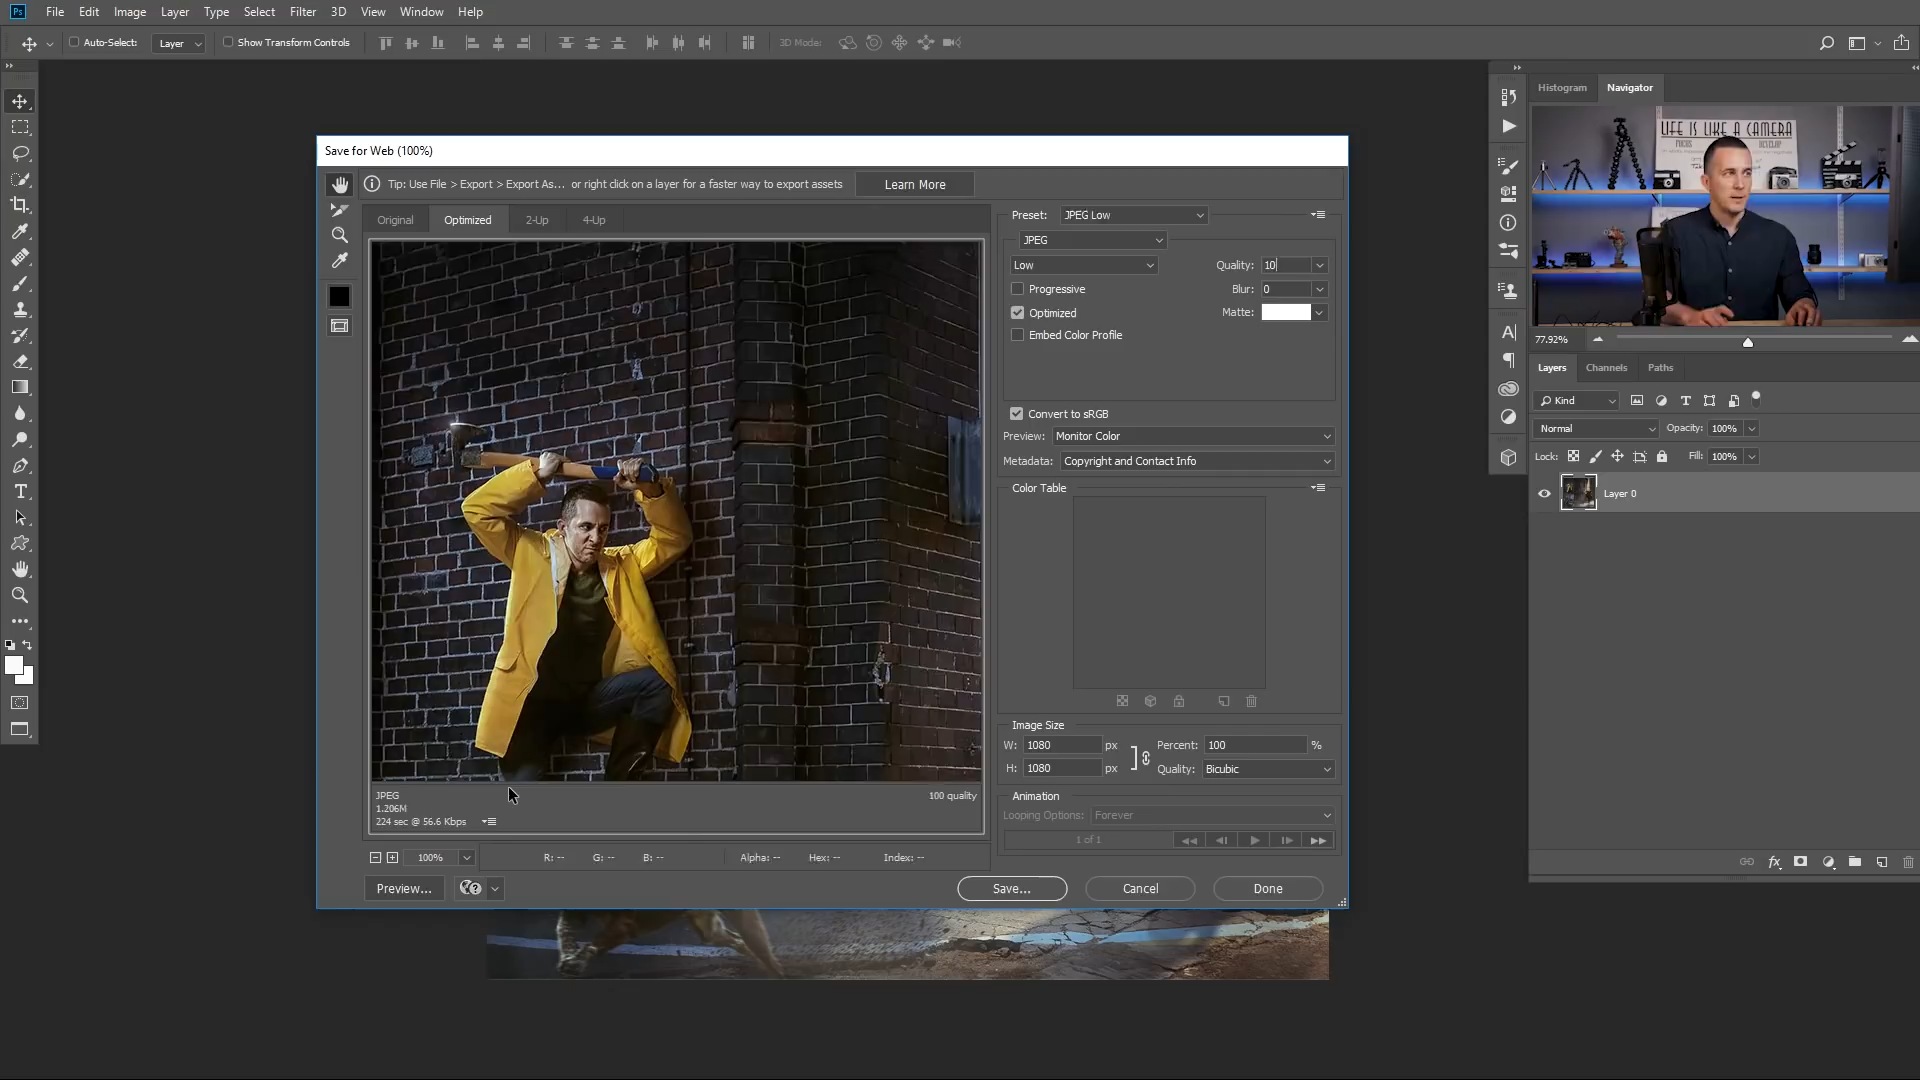 Ps File Edit Image Layer Type Select Filter 3D View Window Help
Auto-Select: Layer Show Transform Controls 3D Mode:
Save for Web (100%)
Tip: Use File > Export > Export As... or right click on a layer for a faster way to export assets Learn More
Original Optimized 2-Up 4-Up
Preset: JPEG Low
JPEG
Low Quality: 10
Progressive Blur: 0
Optimized Matte:
Embed Color Profile
Convert to sRGB
Preview: Monitor Color
Metadata: Copyright and Contact Info
Color Table
Image Size
W: 1080 px Percent: 100 %
H: 1080 px Quality: Bicubic
Animation
Looping Options: Forever
1 of 1
JPEG 100 quality
1.206M
224 sec @ 56.6 Kbps
100% R: -- G: -- B: -- Alpha: -- Hex: -- Index: --
Preview... Save... Cancel Done
Histogram Navigator
LIFE IS LIKE A CAMERA
FOCUS DEVELOP
77.92%
Layers Channels Paths
Kind
Normal Opacity: 100%
Lock: Fill: 100%
Layer 0
fx